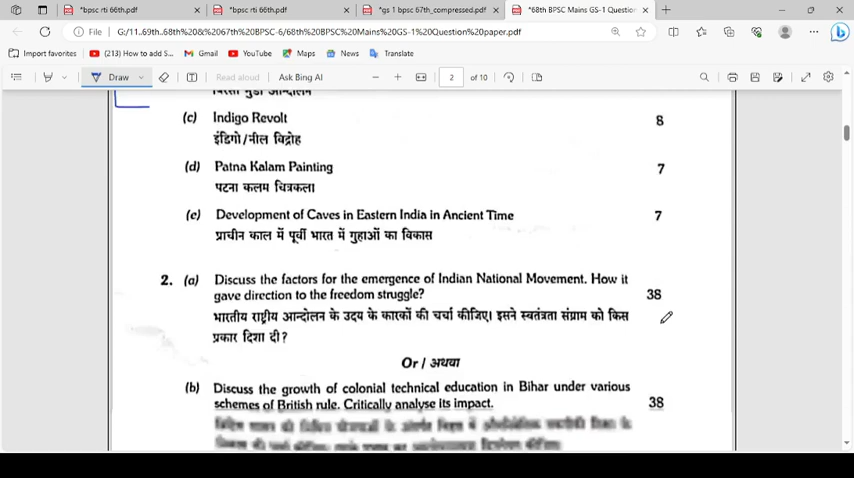 *bpsc rti 66th.pdf
*bpsc rti 66th.pdf
*gs 1 bpsc 67th_compressed.pdf
*68th BPSC Mains GS-1 Question
File
G:/11.69th.68th%20&%2067th%20BPSC-6/68th%20BPSC%20Mains%20GS-1%20Question%20paper.pdf
Import favorites
(213) How to add S...
Gmail
YouTube
Maps
News
Translate
Draw
Read aloud
Ask Bing AI
2
of 10
बिरसा मुंडा आन्दोलन
(c) Indigo Revolt 8
इंडिगो/नील विद्रोह
(d) Patna Kalam Painting 7
पटना कलम चित्रकला
(e) Development of Caves in Eastern India in Ancient Time 7
प्राचीन काल में पूर्वी भारत में गुहाओं का विकास
2. (a) Discuss the factors for the emergence of Indian National Movement. How it
gave direction to the freedom struggle? 38
भारतीय राष्ट्रीय आन्दोलन के उदय के कारकों की चर्चा कीजिए। इसने स्वतंत्रता संग्राम को किस
प्रकार दिशा दी?
Or / अथवा
(b) Discuss the growth of colonial technical education in Bihar under various
schemes of British rule. Critically analyse its impact. 38